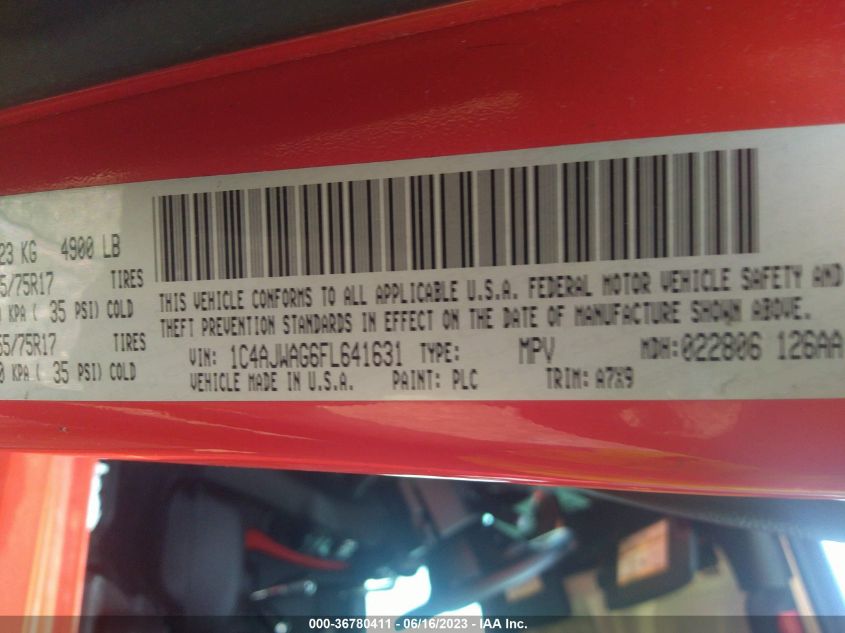 23 KG 4900 LB
5/75R17 TIRES
0 KPA ( 35 PSI) COLD
55/75R17 TIRES
0 KPA ( 35 PSI) COLD
THIS VEHICLE CONFORMS TO ALL APPLICABLE U.S.A. FEDERAL MOTOR VEHICLE SAFETY AND
THEFT PREVENTION STANDARDS IN EFFECT ON THE DATE OF MANUFACTURE SHOWN ABOVE.
VIN: 1C4AJWAG6FL641631 TYPE: MPV MDH:022806 126AA
VEHICLE MADE IN U.S.A. PAINT: PLC TRIM: A7X9
000-36780411 - 06/16/2023 - IAA Inc.